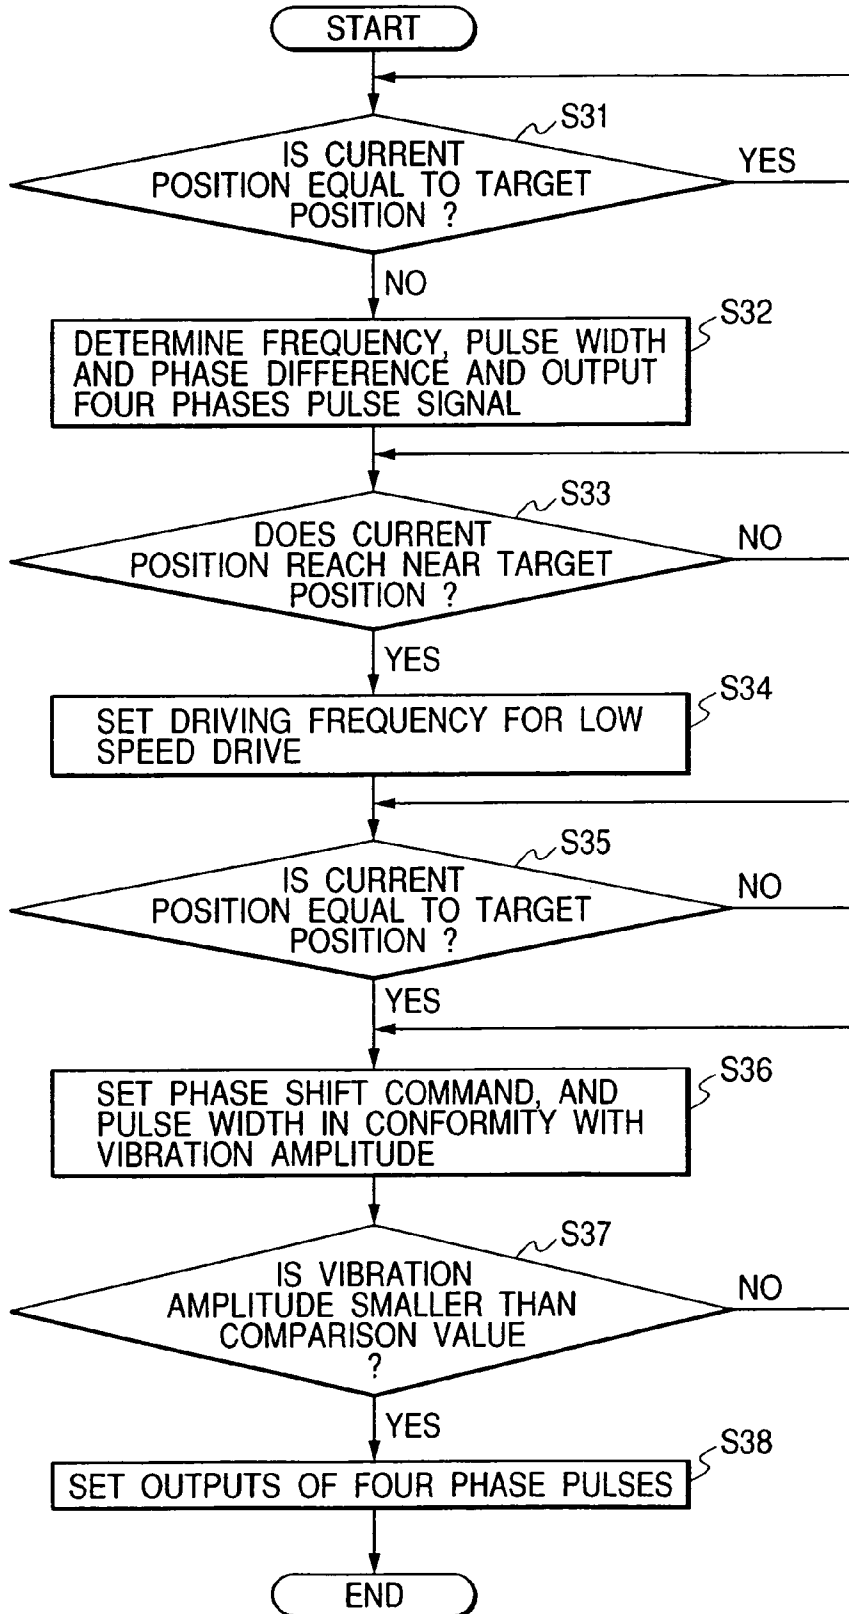 START
S31
IS CURRENT
POSITION EQUAL TO TARGET
POSITION ?
YES
NO
S32
DETERMINE FREQUENCY, PULSE WIDTH
AND PHASE DIFFERENCE AND OUTPUT
FOUR PHASES PULSE SIGNAL
S33
DOES CURRENT
POSITION REACH NEAR TARGET
POSITION ?
NO
YES
S34
SET DRIVING FREQUENCY FOR LOW
SPEED DRIVE
S35
IS CURRENT
POSITION EQUAL TO TARGET
POSITION ?
NO
YES
S36
SET PHASE SHIFT COMMAND, AND
PULSE WIDTH IN CONFORMITY WITH
VIBRATION AMPLITUDE
S37
IS VIBRATION
AMPLITUDE SMALLER THAN
COMPARISON VALUE
?
NO
YES
S38
SET OUTPUTS OF FOUR PHASE PULSES
END